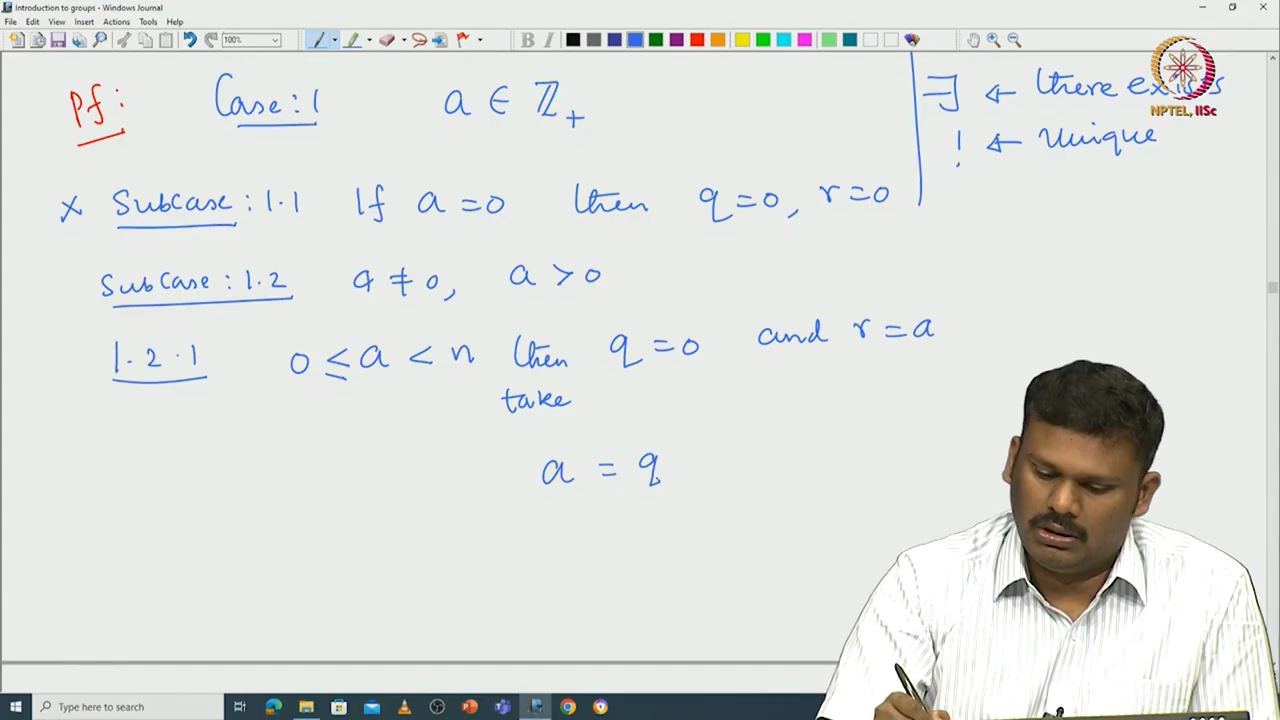 Introduction to groups - Windows Journal
File Edit View Insert Actions Tools Help
100%
B I
Pf: Case: 1 a ∈ ℤ₊
∃ ← there exists
! ← Unique
NPTEL, IISc
× SubCase: 1.1 If a = 0 then q = 0, r = 0
SubCase: 1.2 a ≠ 0, a > 0
1.2.1 0 ≤ a < n then q = 0 and r = a
take
a = q
Type here to search